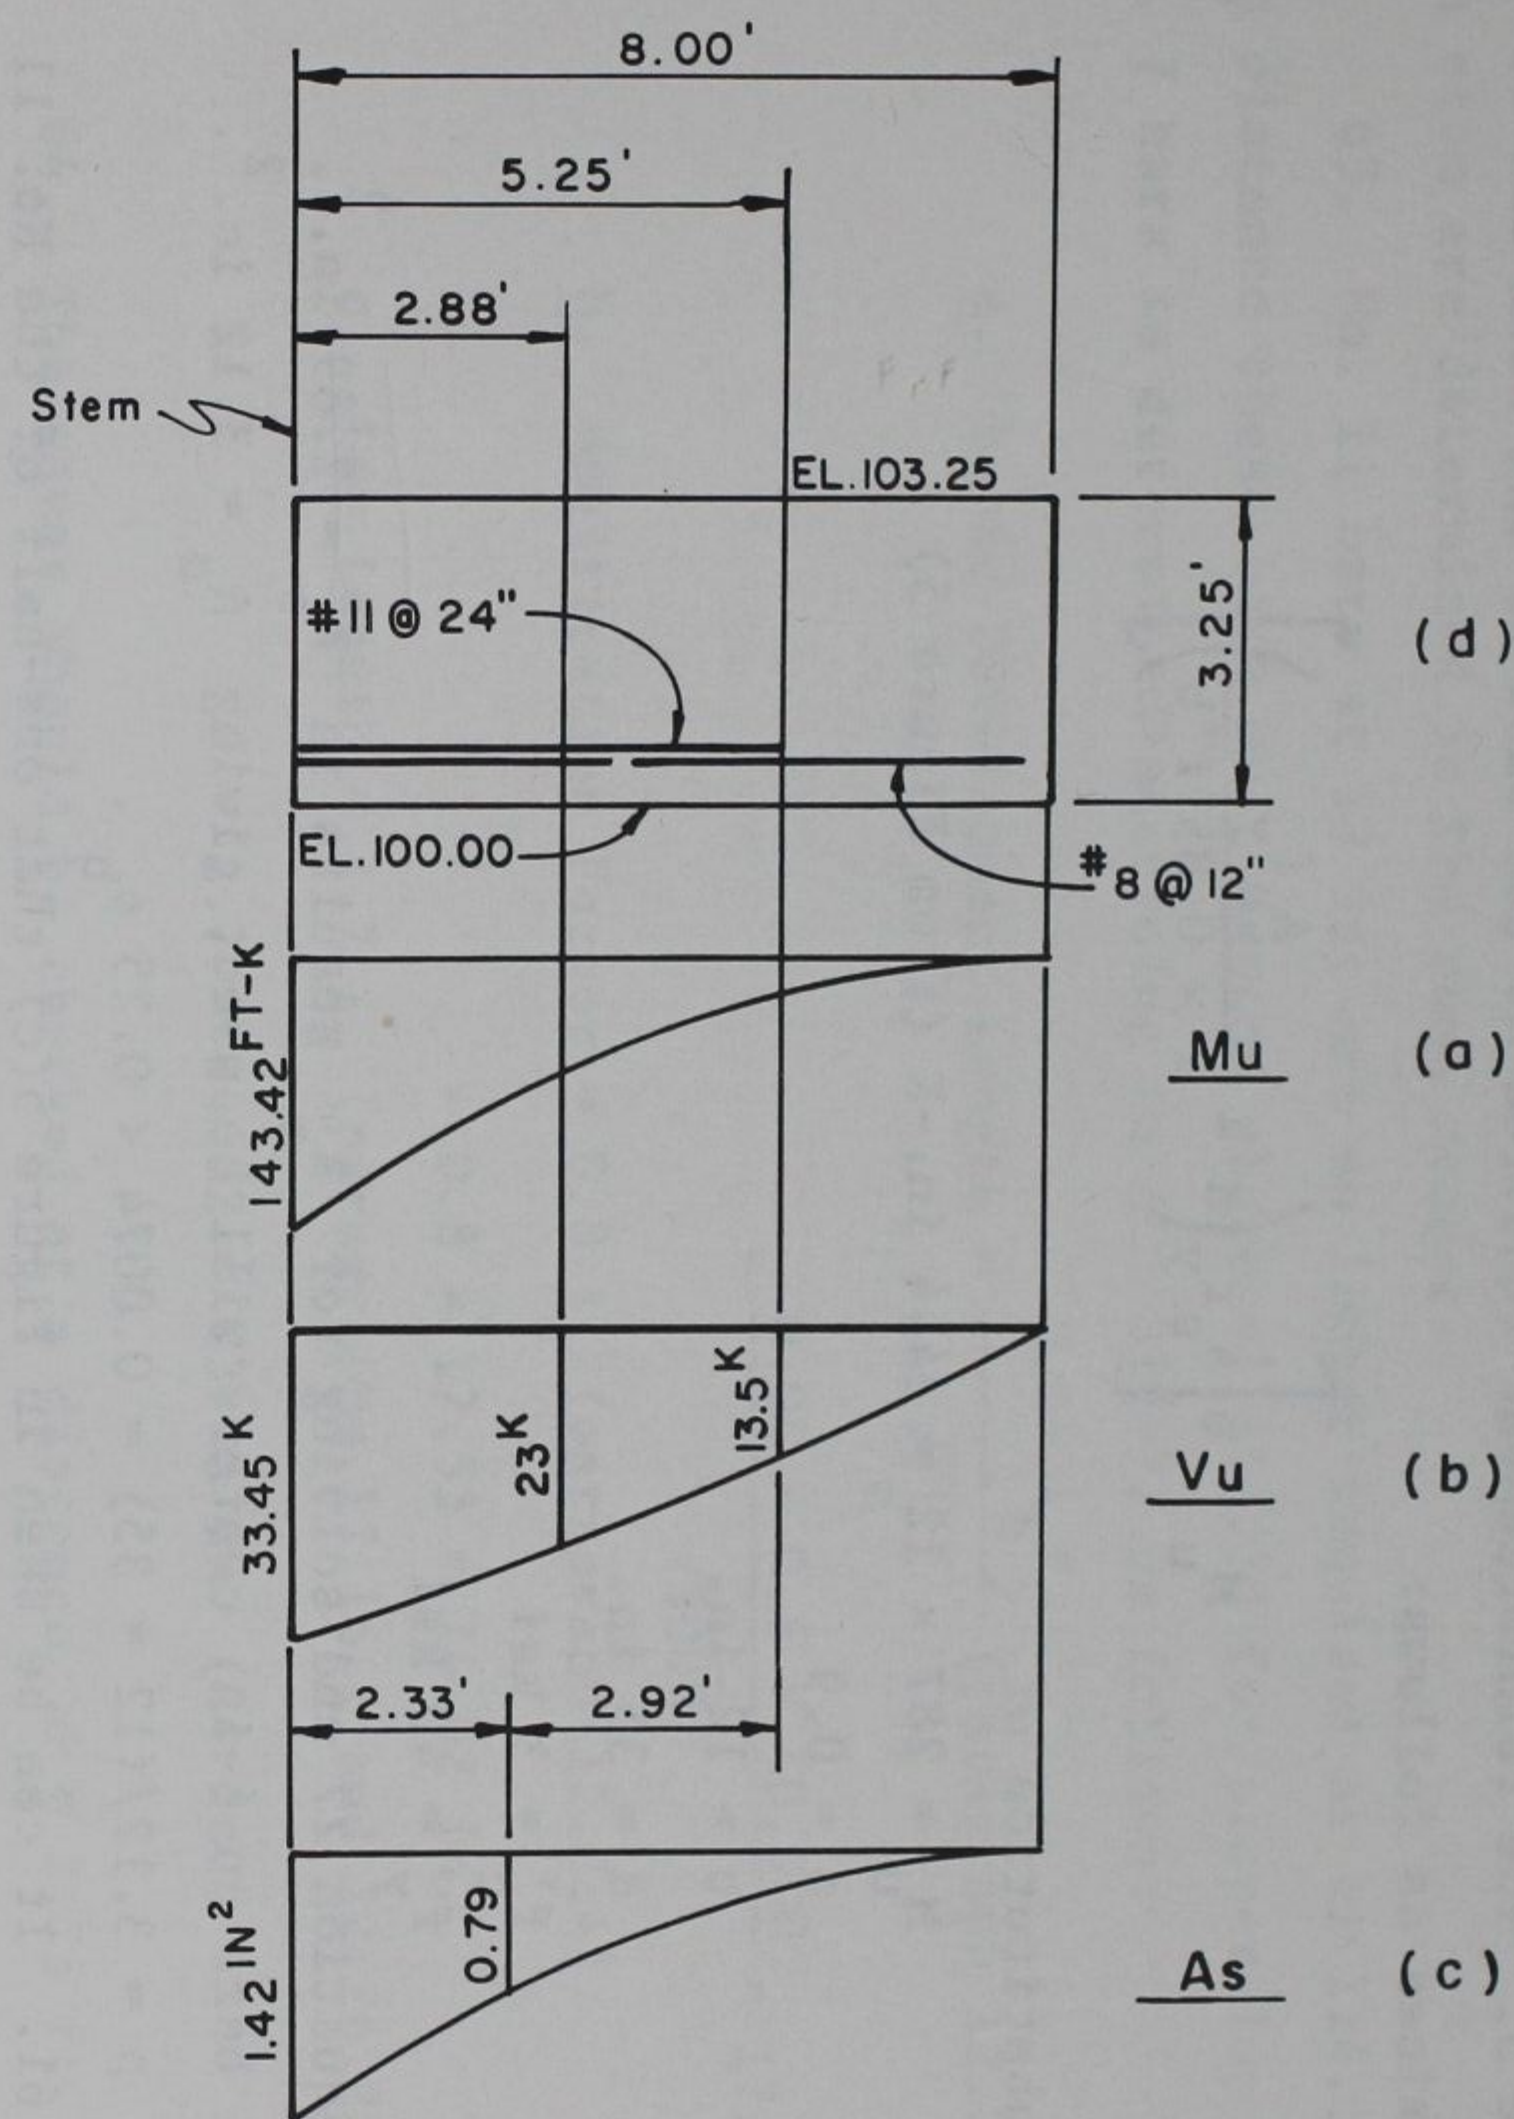 8.00'
5.25'
2.88'
Stem
EL.103.25
#11 @ 24"
3.25'
(d)
EL.100.00
#8 @ 12"
143.42 FT-K
Mu (a)
33.45 K
23 K
13.5 K
Vu (b)
2.33' 2.92'
1.42 IN²
0.79
As (c)